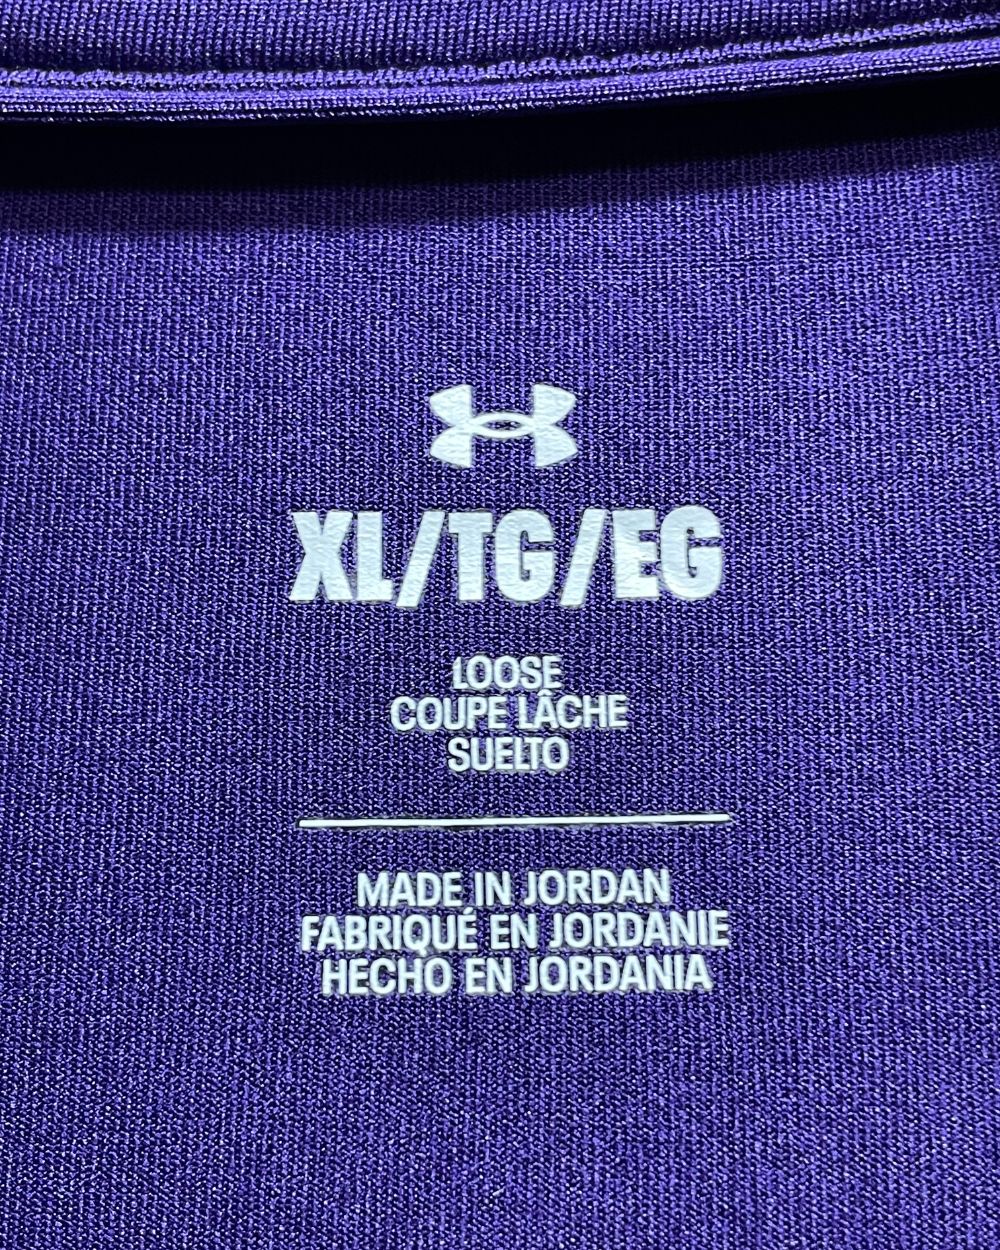 XL/TG/EG
LOOSE
COUPE LÂCHE
SUELTO
MADE IN JORDAN
FABRIQUÉ EN JORDANIE
HECHO EN JORDANIA